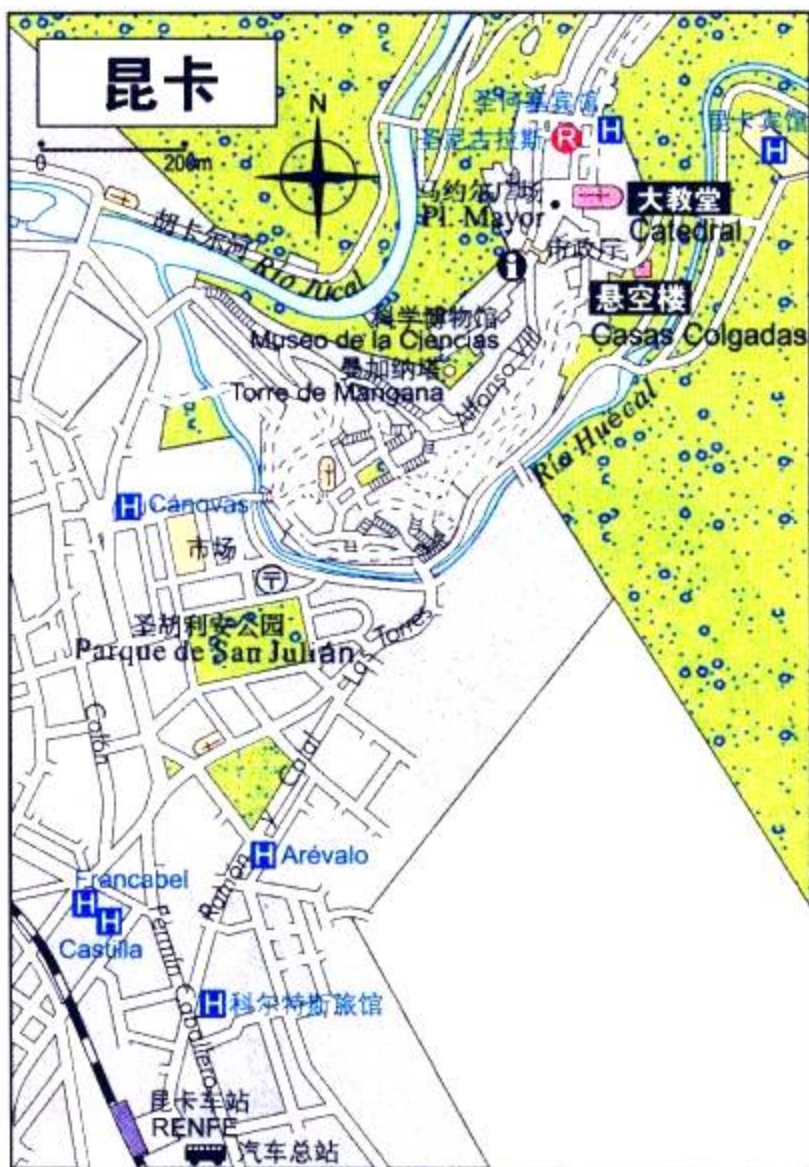 昆卡
N
0 200m
圣何塞宾馆
H
昆卡宾馆
H
圣尼古拉斯 R
马约尔广场
Pl. Mayor
大教堂
Catedral
i
市政厅
胡卡尔河 Río Júcal
悬空楼
Casas Colgadas
科学博物馆
Museo de la Ciencias
曼加纳塔
Torre de Mangana
Alfonso VIII
Río Huécal
H Cánovas
市场
〒
圣胡利安公园
Parque de San Julián
Las Torres
Colón
Ramón y Cajal
H Arévalo
Francabel
H
H
Castilla
Fermín Caballero
H 科尔特斯旅馆
昆卡车站
RENFE
汽车总站